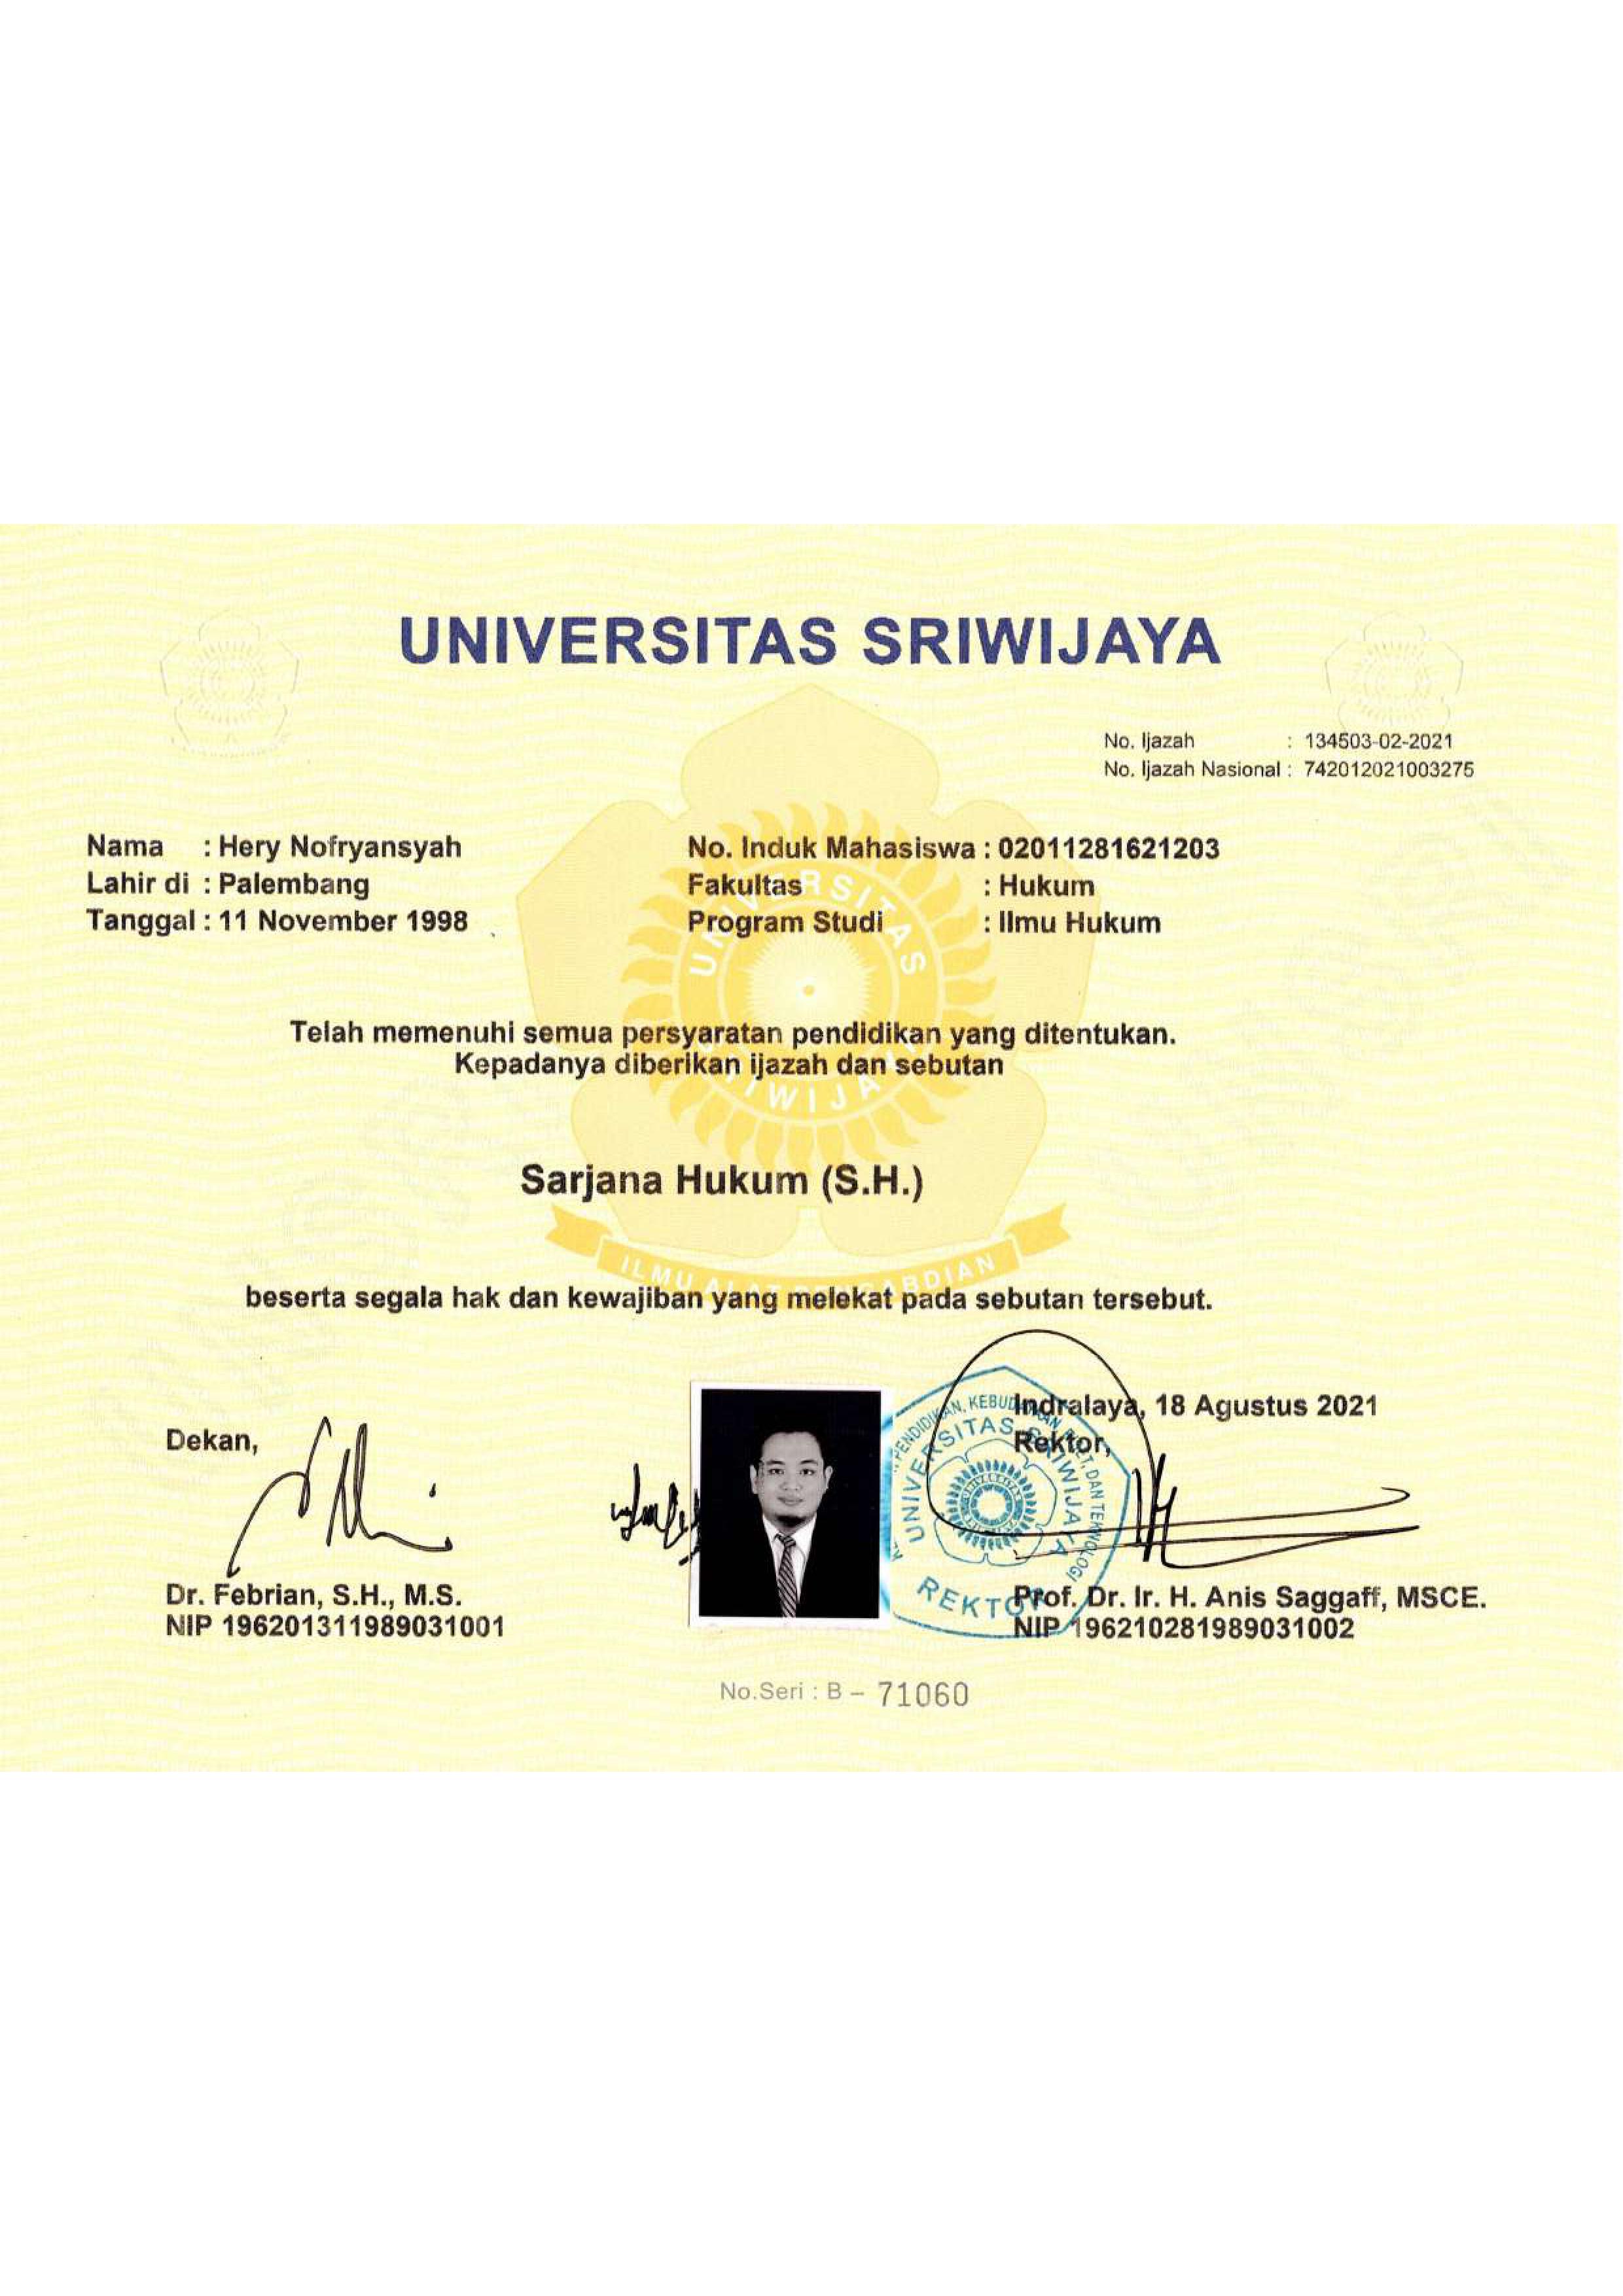 UNIVERSITAS SRIWIJAYA
No. Ijazah : 134503-02-2021
No. Ijazah Nasional : 742012021003275
Nama : Hery Nofryansyah
Lahir di : Palembang
Tanggal : 11 November 1998
No. Induk Mahasiswa : 02011281621203
Fakultas : Hukum
Program Studi : Ilmu Hukum
UNIVERSITAS
SRIWIJAYA
Telah memenuhi semua persyaratan pendidikan yang ditentukan.
Kepadanya diberikan ijazah dan sebutan
Sarjana Hukum (S.H.)
ILMU ALAT PENGABDIAN
beserta segala hak dan kewajiban yang melekat pada sebutan tersebut.
Dekan,
Dr. Febrian, S.H., M.S.
NIP 196201311989031001
Indralaya, 18 Agustus 2021
Rektor,
PENDIDIKAN, KEBUDAYAAN, RISET, DAN TEKNOLOGI
UNIVERSITAS SRIWIJAYA
REKTOR
Prof. Dr. Ir. H. Anis Saggaff, MSCE.
NIP 196210281989031002
No.Seri : B – 71060